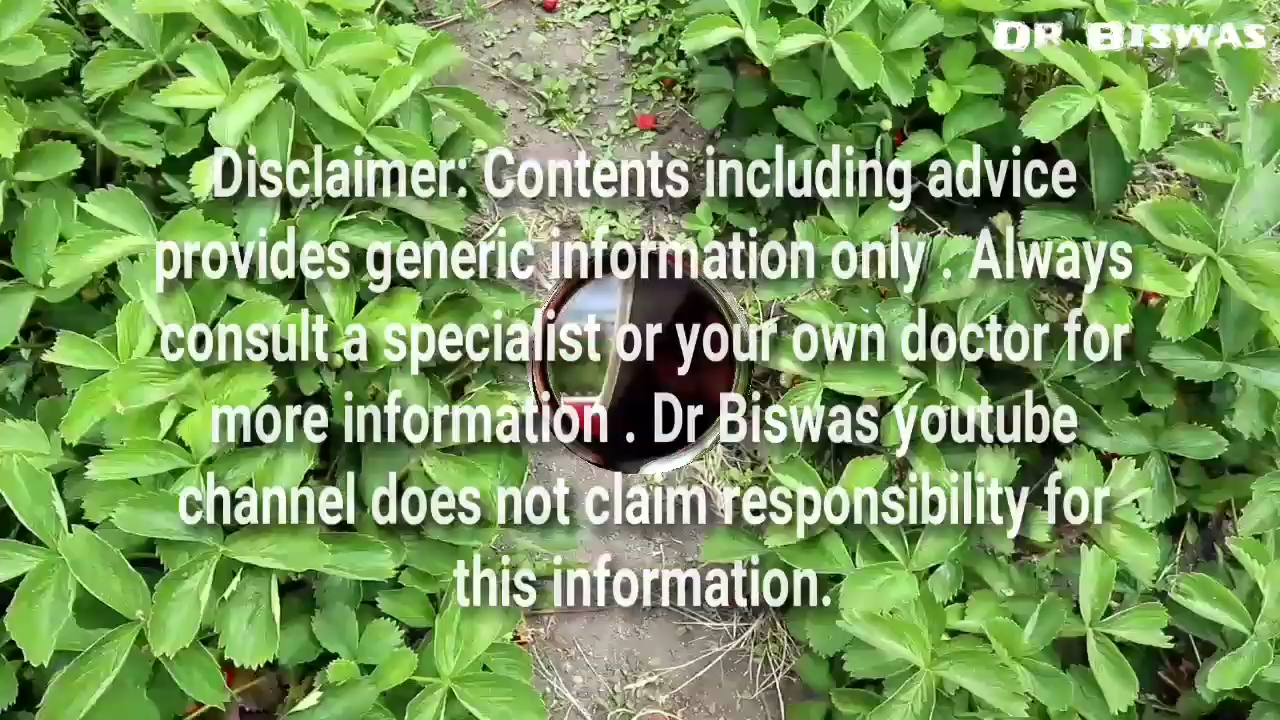 Dr Biswas
Disclaimer: Contents including advice
provides generic information only . Always
consult a specialist or your own doctor for
more information . Dr Biswas youtube
channel does not claim responsibility for
this information.